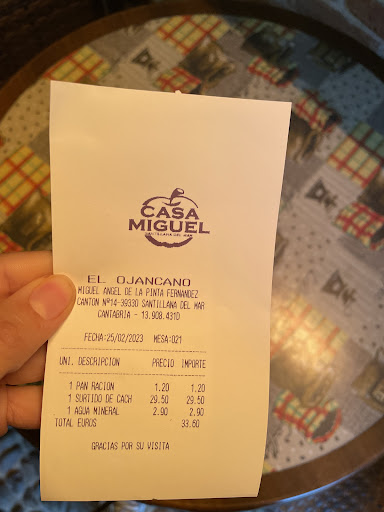 CASA
MIGUEL
SANTILLANA DEL MAR
EL OJANCANO
MIGUEL ANGEL DE LA PINTA FERNANDEZ
CANTON Nº14-39330 SANTILLANA DEL MAR
CANTABRIA - 13.908.431D
FECHA:25/02/2023 MESA:021
UNI. DESCRIPCION PRECIO IMPORTE
1 PAN RACION 1.20 1.20
1 SURTIDO DE CACH 29.50 29.50
1 AGUA MINERAL 2.90 2.90
TOTAL EUROS 33.60
GRACIAS POR SU VISITA